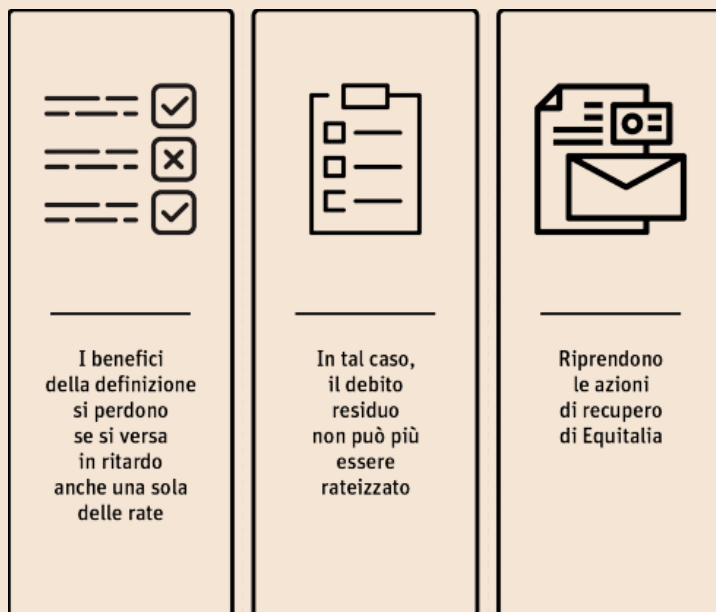 I benefici
della definizione
si perdono
se si versa
in ritardo
anche una sola
delle rate
In tal caso,
il debito
residuo
non può più
essere
rateizzato
Riprendono
le azioni
di recupero
di Equitalia